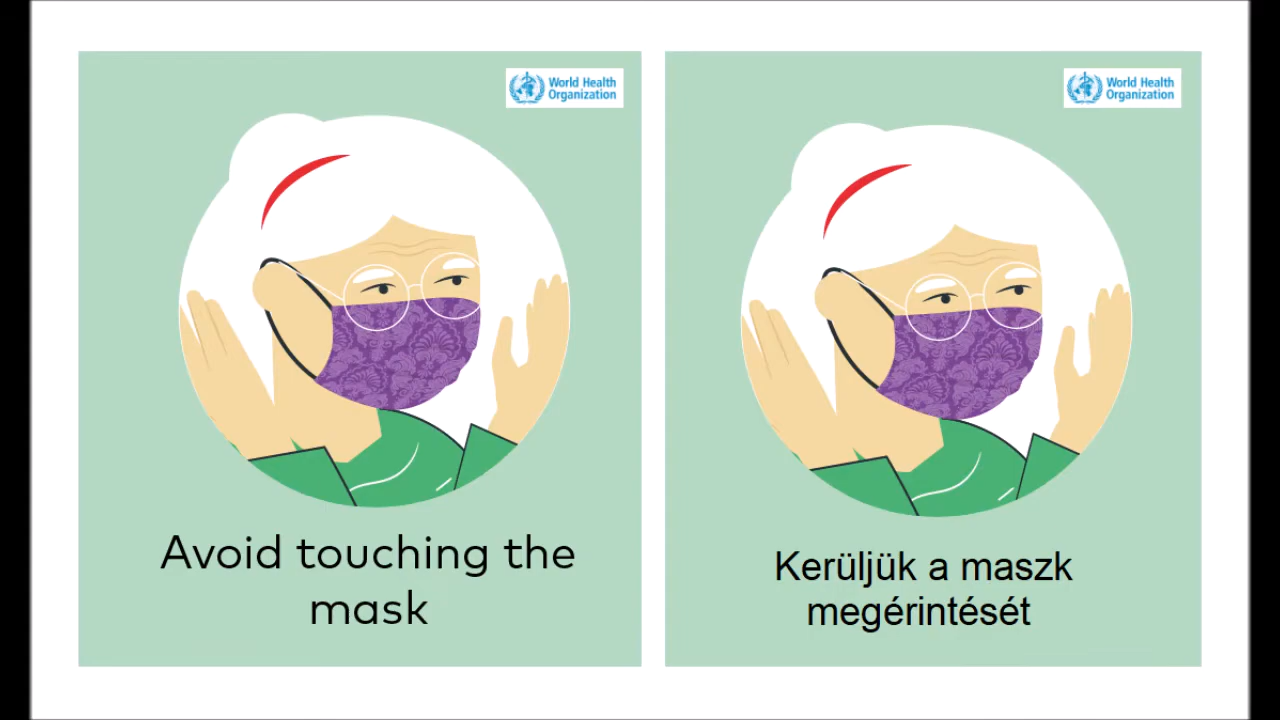 World Health
Organization
Avoid touching the
mask
World Health
Organization
Kerüljük a maszk
megérintését